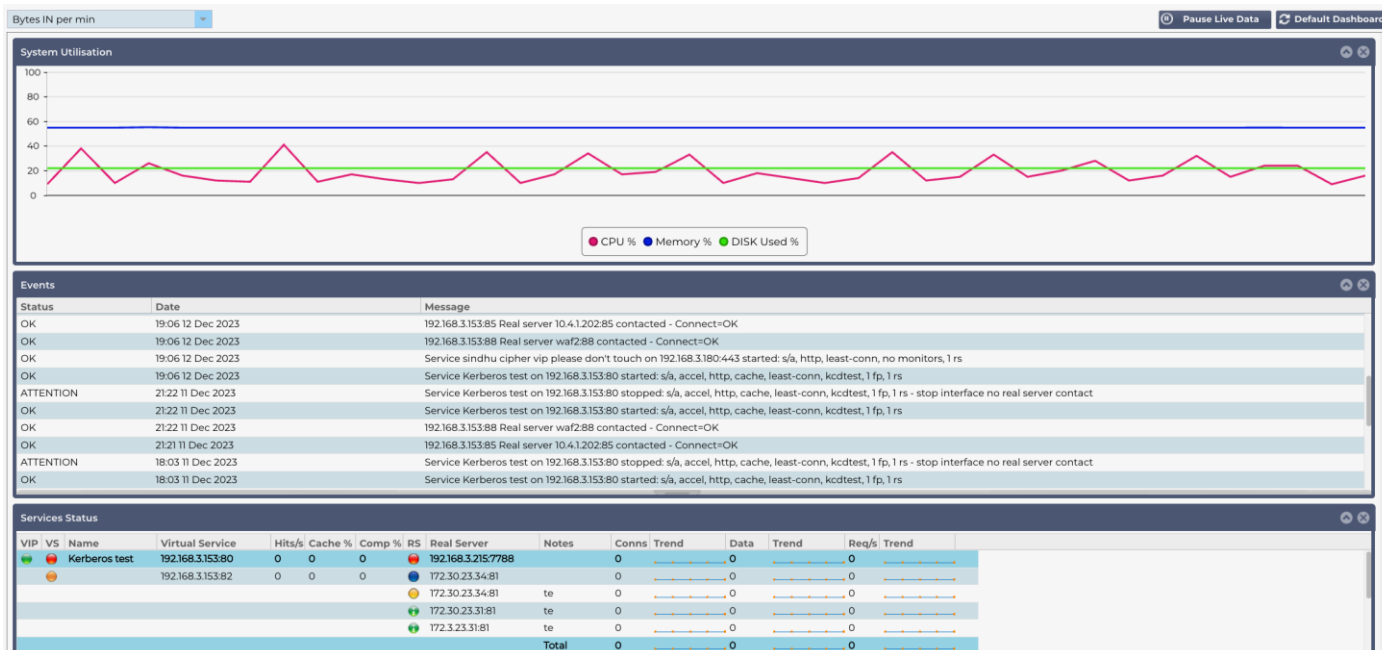 Bytes IN per min
Pause Live Data
Default Dashboard
System Utilisation
100
80
60
40
20
0
CPU % Memory % DISK Used %
Events
Status Date Message
OK 19:06 12 Dec 2023 192.168.3.153:85 Real server 10.4.1.202:85 contacted - Connect=OK
OK 19:06 12 Dec 2023 192.168.3.153:88 Real server waf2:88 contacted - Connect=OK
OK 19:06 12 Dec 2023 Service sindhu cipher vip please don't touch on 192.168.3.180:443 started: s/a, http, least-conn, no monitors, 1 rs
OK 19:06 12 Dec 2023 Service Kerberos test on 192.168.3.153:80 started: s/a, accel, http, cache, least-conn, kcdtest, 1 fp, 1 rs
ATTENTION 21:22 11 Dec 2023 Service Kerberos test on 192.168.3.153:80 stopped: s/a, accel, http, cache, least-conn, kcdtest, 1 fp, 1 rs - stop interface no real server contact
OK 21:22 11 Dec 2023 Service Kerberos test on 192.168.3.153:80 started: s/a, accel, http, cache, least-conn, kcdtest, 1 fp, 1 rs
OK 21:22 11 Dec 2023 192.168.3.153:88 Real server waf2:88 contacted - Connect=OK
OK 21:21 11 Dec 2023 192.168.3.153:85 Real server 10.4.1.202:85 contacted - Connect=OK
ATTENTION 18:03 11 Dec 2023 Service Kerberos test on 192.168.3.153:80 stopped: s/a, accel, http, cache, least-conn, kcdtest, 1 fp, 1 rs - stop interface no real server contact
OK 18:03 11 Dec 2023 Service Kerberos test on 192.168.3.153:80 started: s/a, accel, http, cache, least-conn, kcdtest, 1 fp, 1 rs
Services Status
VIP VS Name Virtual Service Hits/s Cache % Comp % RS Real Server Notes Conns Trend Data Trend Req/s Trend
Kerberos test 192.168.3.153:80 0 0 0 192.168.3.215:7788 0 0 0
192.168.3.153:82 0 0 0 172.30.23.34:81 0 0 0
172.30.23.34:81 te 0 0 0
172.30.23.31:81 te 0 0 0
172.3.23.31:81 te 0 0 0
Total 0 0 0